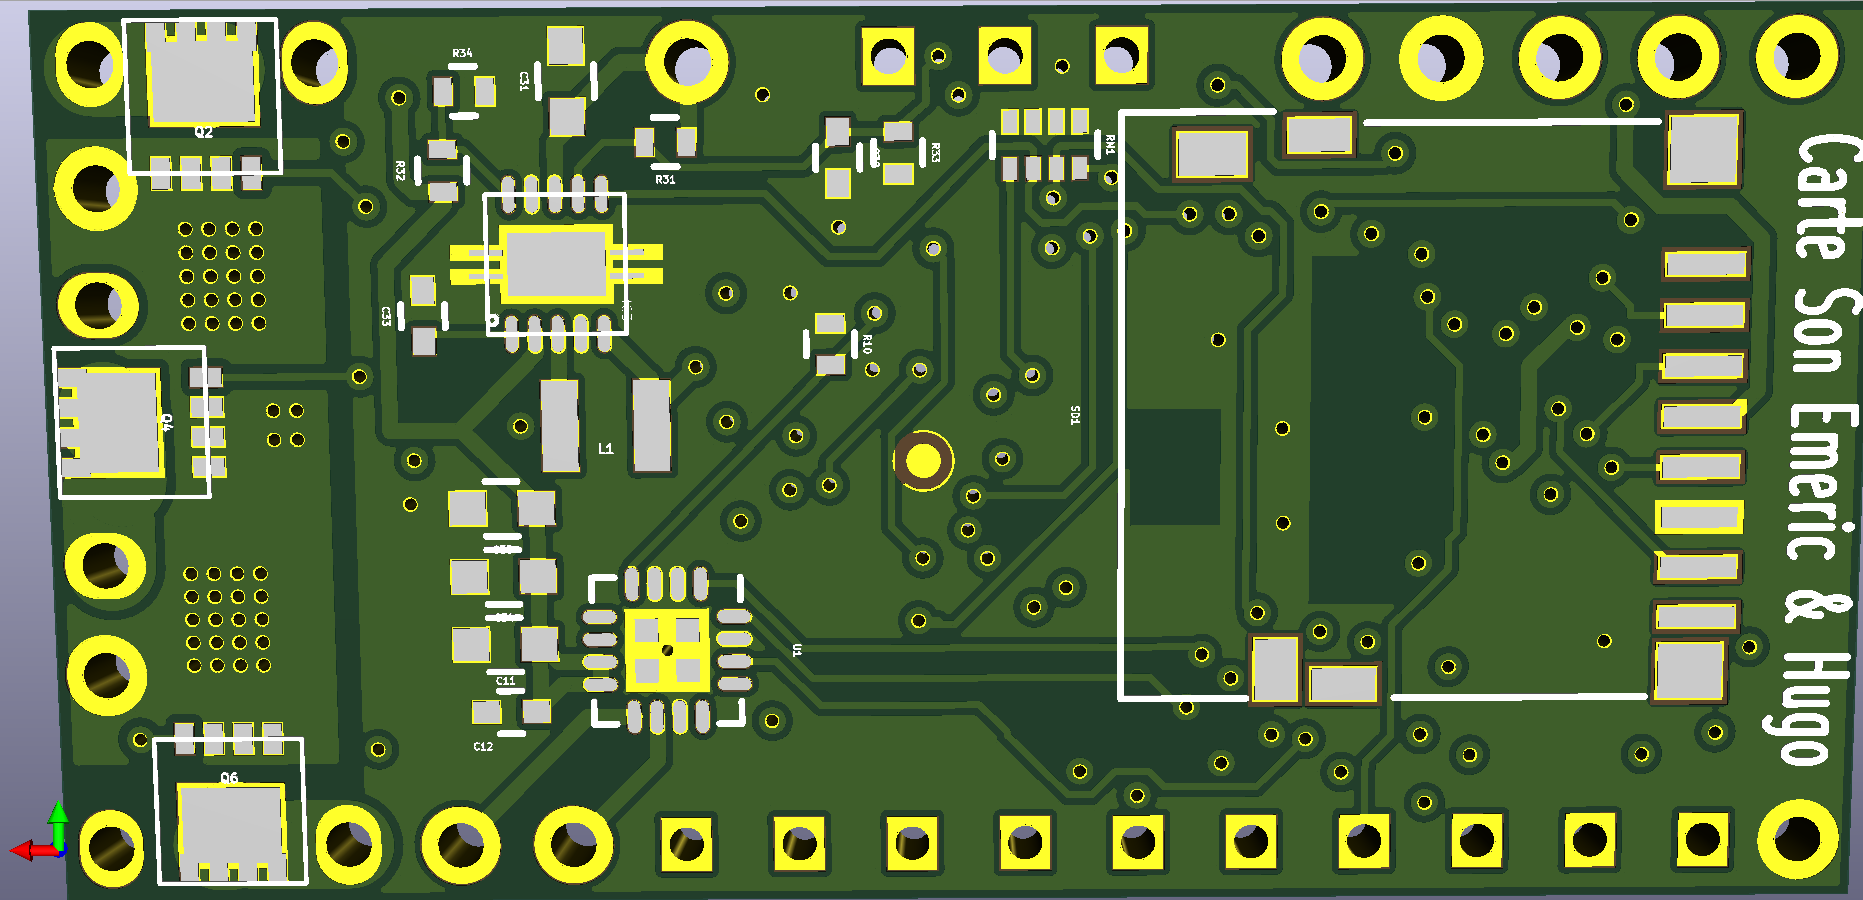 Q2
R34
C31
R32
R31
R33
RN1
C33
R10
Q4
L1
SD1
U1
C11
C12
Q6
Carte Son Emeric & Hugo